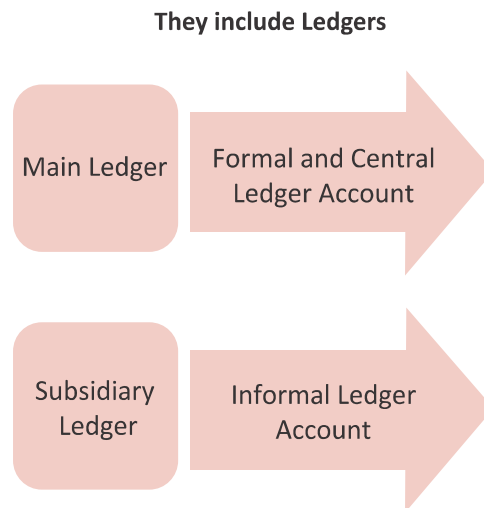 They include Ledgers
Main Ledger
Formal and Central
Ledger Account
Subsidiary
Ledger
Informal Ledger
Account